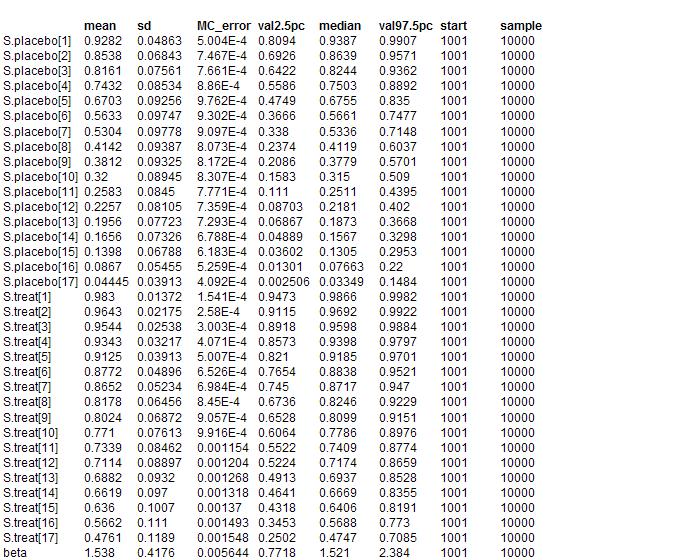 mean sd MC_error val2.5pc median val97.5pc start sample
S.placebo[1] 0.9282 0.04863 5.004E-4 0.8094 0.9387 0.9907 1001 10000
S.placebo[2] 0.8538 0.06843 7.467E-4 0.6926 0.8639 0.9571 1001 10000
S.placebo[3] 0.8161 0.07561 7.661E-4 0.6422 0.8244 0.9362 1001 10000
S.placebo[4] 0.7432 0.08534 8.86E-4 0.5586 0.7503 0.8892 1001 10000
S.placebo[5] 0.6703 0.09256 9.762E-4 0.4749 0.6755 0.835 1001 10000
S.placebo[6] 0.5633 0.09747 9.302E-4 0.3666 0.5661 0.7477 1001 10000
S.placebo[7] 0.5304 0.09778 9.097E-4 0.338 0.5336 0.7148 1001 10000
S.placebo[8] 0.4142 0.09387 8.073E-4 0.2374 0.4119 0.6037 1001 10000
S.placebo[9] 0.3812 0.09325 8.172E-4 0.2086 0.3779 0.5701 1001 10000
S.placebo[10] 0.32 0.08945 8.307E-4 0.1583 0.315 0.509 1001 10000
S.placebo[11] 0.2583 0.0845 7.771E-4 0.111 0.2511 0.4395 1001 10000
S.placebo[12] 0.2257 0.08105 7.359E-4 0.08703 0.2181 0.402 1001 10000
S.placebo[13] 0.1956 0.07723 7.293E-4 0.06867 0.1873 0.3668 1001 10000
S.placebo[14] 0.1656 0.07326 6.788E-4 0.04889 0.1567 0.3298 1001 10000
S.placebo[15] 0.1398 0.06788 6.183E-4 0.03602 0.1305 0.2953 1001 10000
S.placebo[16] 0.0867 0.05455 5.259E-4 0.01301 0.07663 0.22 1001 10000
S.placebo[17] 0.04445 0.03913 4.092E-4 0.002506 0.03349 0.1484 1001 10000
S.treat[1] 0.983 0.01372 1.541E-4 0.9473 0.9866 0.9982 1001 10000
S.treat[2] 0.9643 0.02175 2.58E-4 0.9115 0.9692 0.9922 1001 10000
S.treat[3] 0.9544 0.02538 3.003E-4 0.8918 0.9598 0.9884 1001 10000
S.treat[4] 0.9343 0.03217 4.071E-4 0.8573 0.9398 0.9797 1001 10000
S.treat[5] 0.9125 0.03913 5.007E-4 0.821 0.9185 0.9701 1001 10000
S.treat[6] 0.8772 0.04896 6.526E-4 0.7654 0.8838 0.9521 1001 10000
S.treat[7] 0.8652 0.05234 6.984E-4 0.745 0.8717 0.947 1001 10000
S.treat[8] 0.8178 0.06456 8.45E-4 0.6736 0.8246 0.9229 1001 10000
S.treat[9] 0.8024 0.06872 9.057E-4 0.6528 0.8099 0.9151 1001 10000
S.treat[10] 0.771 0.07613 9.916E-4 0.6064 0.7786 0.8976 1001 10000
S.treat[11] 0.7339 0.08462 0.001154 0.5522 0.7409 0.8774 1001 10000
S.treat[12] 0.7114 0.08897 0.001204 0.5224 0.7174 0.8659 1001 10000
S.treat[13] 0.6882 0.0932 0.001268 0.4913 0.6937 0.8528 1001 10000
S.treat[14] 0.6619 0.097 0.001318 0.4641 0.6669 0.8355 1001 10000
S.treat[15] 0.636 0.1007 0.00137 0.4318 0.6406 0.8191 1001 10000
S.treat[16] 0.5662 0.111 0.001493 0.3453 0.5688 0.773 1001 10000
S.treat[17] 0.4761 0.1189 0.001548 0.2502 0.4747 0.7085 1001 10000
beta 1.538 0.4176 0.005644 0.7718 1.521 2.384 1001 10000